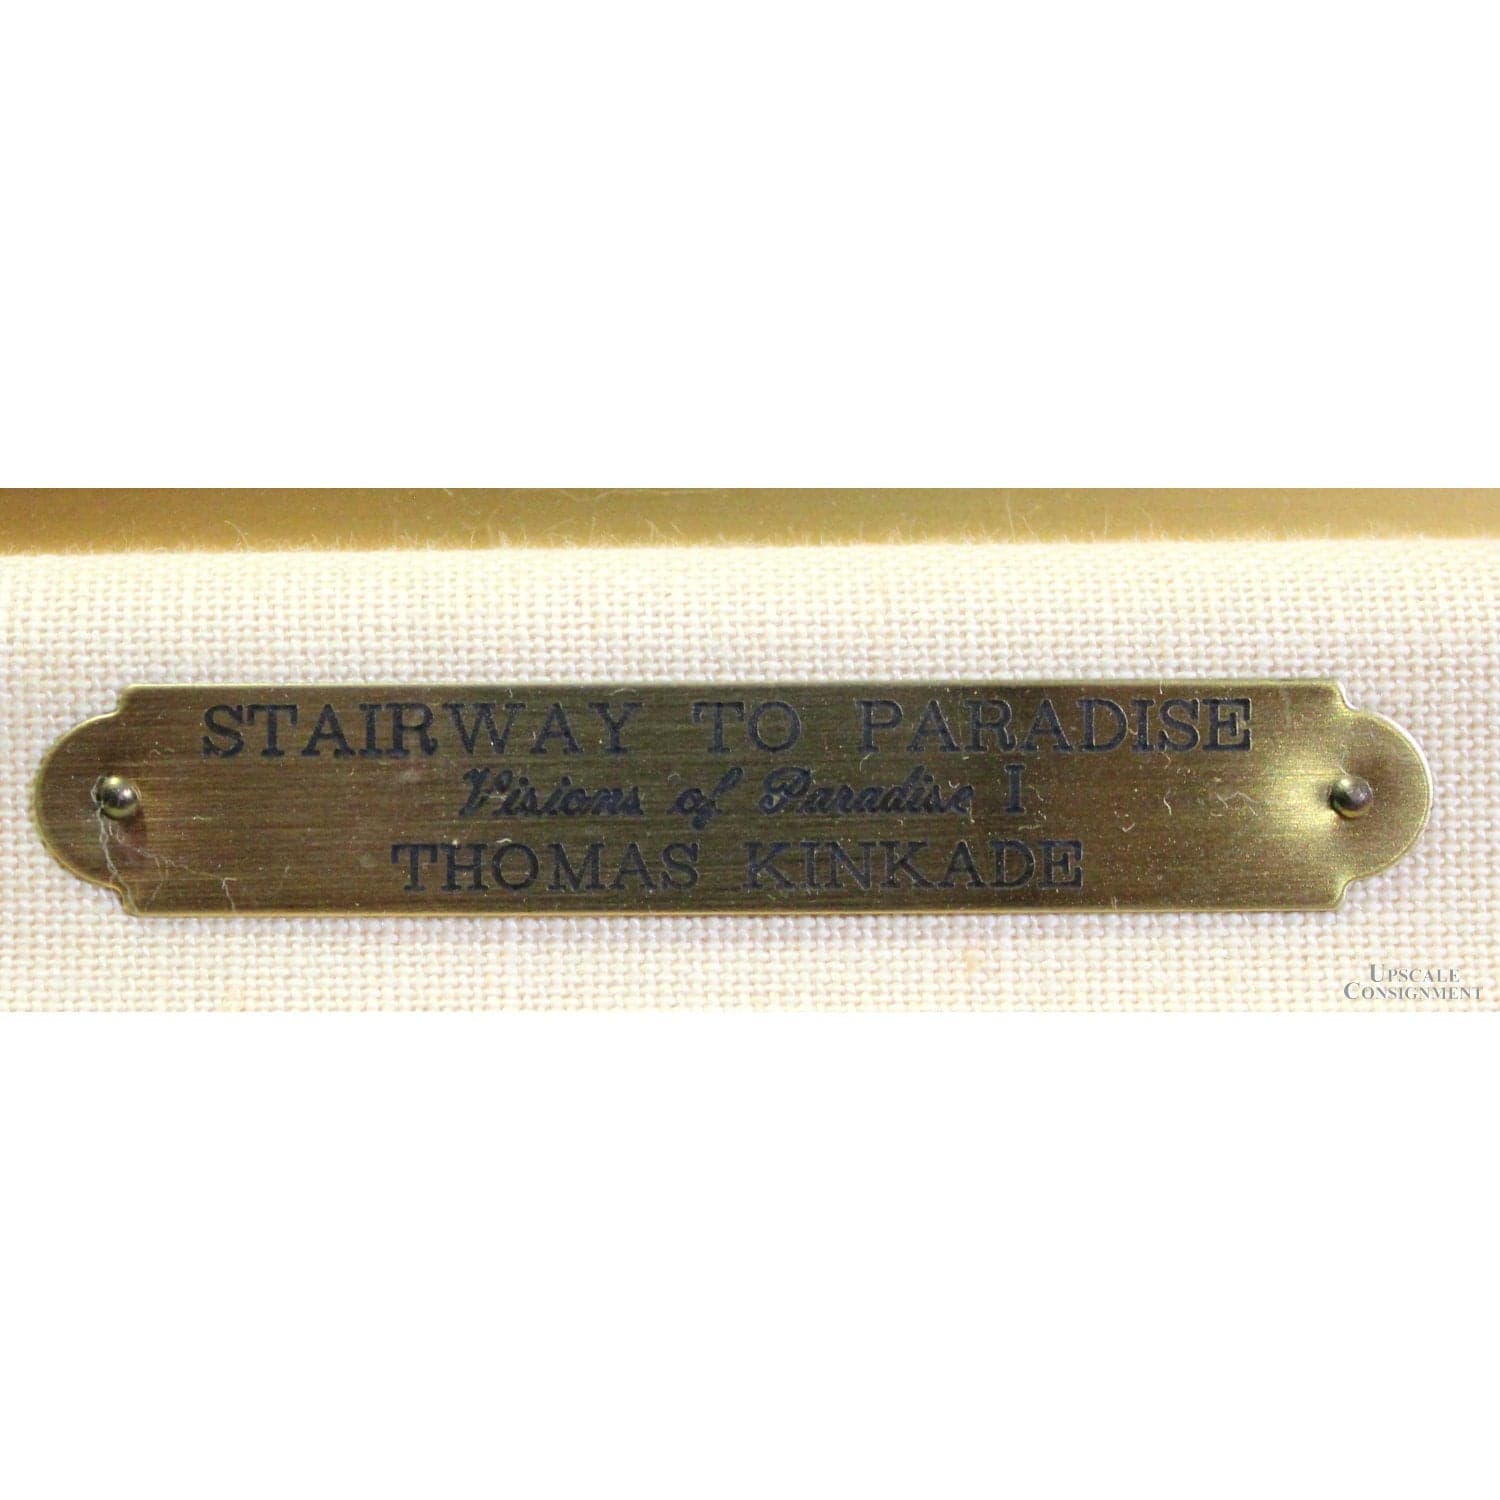 STAIRWAY TO PARADISE
Visions of Paradise I
THOMAS KINKADE
UPSCALE
CONSIGNMENT